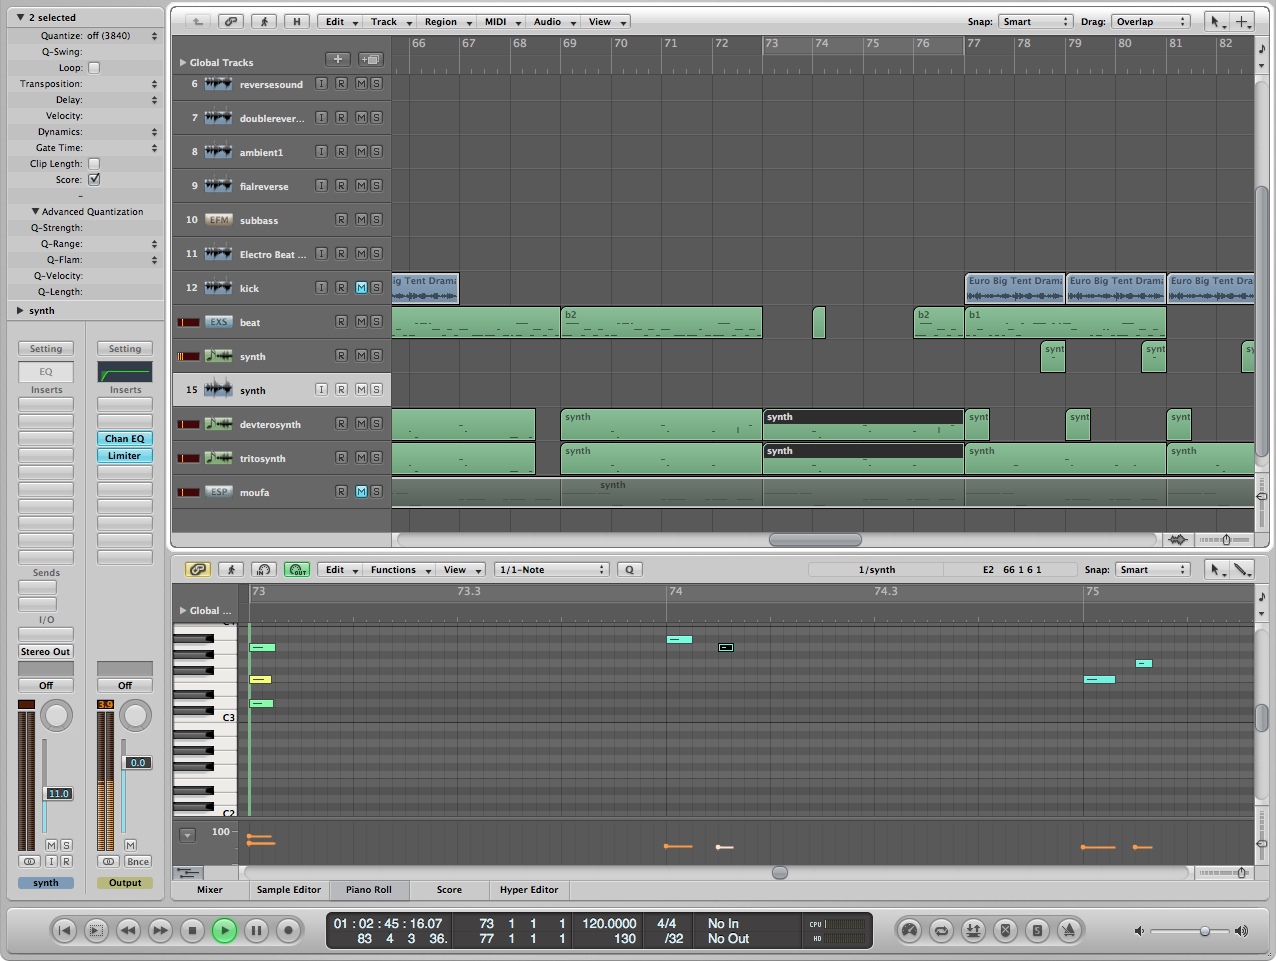 2 selected
Quantize: off (3840)
Q-Swing:
Loop:
Transposition:
Delay:
Velocity:
Dynamics:
Gate Time:
Clip Length:
Score:
Advanced Quantization
Q-Strength:
Q-Range:
Q-Flam:
Q-Velocity:
Q-Length:
synth
Setting Setting
EQ
Inserts Inserts
Chan EQ
Limiter
Sends
I/O
Stereo Out
Off Off
3.9
0.0
11.0
M S M
I R Bnce
synth Output
H Edit Track Region MIDI Audio View Snap: Smart Drag: Overlap
66 67 68 69 70 71 72 73 74 75 76 77 78 79 80 81 82
Global Tracks
6 reversesound I R M S
7 doublerever... I R M S
8 ambient1 I R M S
9 fialreverse I R M S
10 EFM subbass R M S
11 Electro Beat ... I R M S
12 kick I R M S ig Tent Drama Euro Big Tent Drama Euro Big Tent Drama Euro Big Tent Dra
EXS beat R M S b2 b2 b1
synth R M S synt synt sy
15 synth I R M S
devterosynth R M S synth synth synt synt synt
tritosynth R M S synth synth synth synth
ESP moufa R M S synth
IN OUT Edit Functions View 1/1-Note Q 1/synth E2 66 1 6 1 Snap: Smart
73 73.3 74 74.3 75
Global ...
C3
C2
100
Mixer Sample Editor Piano Roll Score Hyper Editor
01 : 02 : 45 : 16.07 73 1 1 1 120.0000 4/4 No In CPU
83 4 3 36. 77 1 1 1 130 /32 No Out HD
S